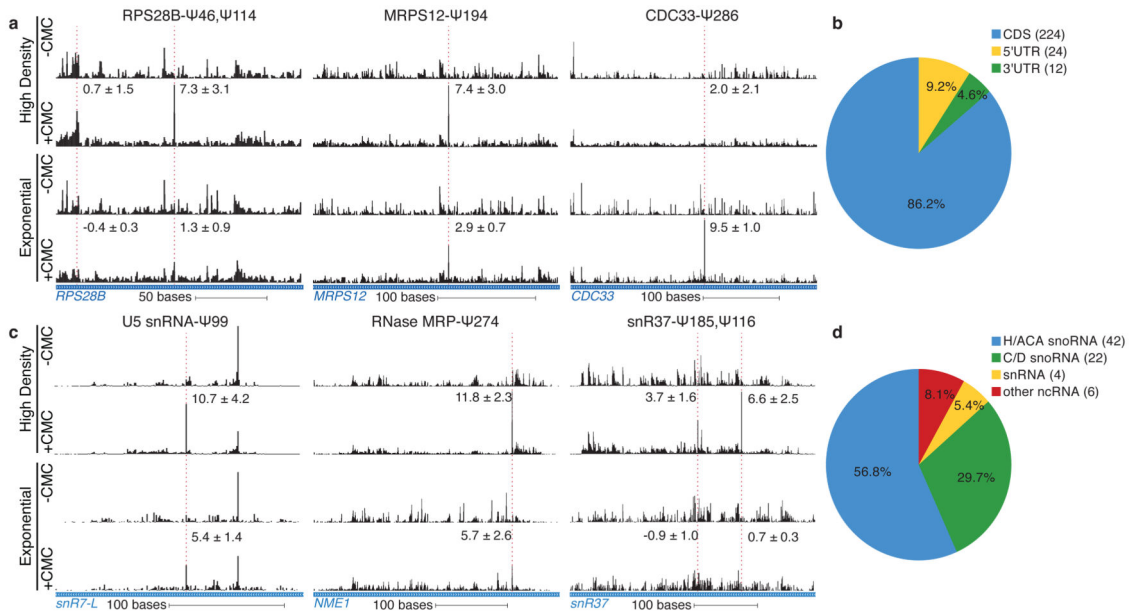 a
RPS28B-Ψ46,Ψ114
MRPS12-Ψ194
CDC33-Ψ286
High Density
-CMC
+CMC
0.7 ± 1.5
7.3 ± 3.1
7.4 ± 3.0
2.0 ± 2.1
Exponential
-CMC
+CMC
-0.4 ± 0.3
1.3 ± 0.9
2.9 ± 0.7
9.5 ± 1.0
RPS28B
50 bases
MRPS12
100 bases
CDC33
100 bases
b
CDS (224)
5'UTR (24)
3'UTR (12)
9.2%
4.6%
86.2%
c
U5 snRNA-Ψ99
RNase MRP-Ψ274
snR37-Ψ185,Ψ116
High Density
-CMC
+CMC
10.7 ± 4.2
11.8 ± 2.3
3.7 ± 1.6
6.6 ± 2.5
Exponential
-CMC
+CMC
5.4 ± 1.4
5.7 ± 2.6
-0.9 ± 1.0
0.7 ± 0.3
snR7-L
100 bases
NME1
100 bases
snR37
100 bases
d
H/ACA snoRNA (42)
C/D snoRNA (22)
snRNA (4)
other ncRNA (6)
8.1%
5.4%
56.8%
29.7%